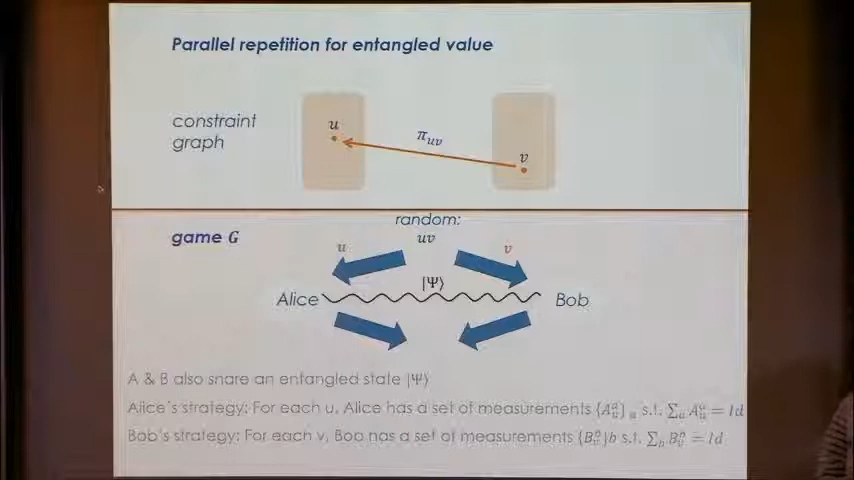 Parallel repetition for entangled value
constraint
graph
u
π_uv
v
random:
game G
uv
u
v
|Ψ⟩
Alice
Bob
A & B also share an entangled state |Ψ⟩
Alice's strategy: For each u, Alice has a set of measurements {A_u^a}_a s.t. ∑_a A_u^a = Id
Bob's strategy: For each v, Bob has a set of measurements {B_v^b}b s.t. ∑_b B_v^b = Id